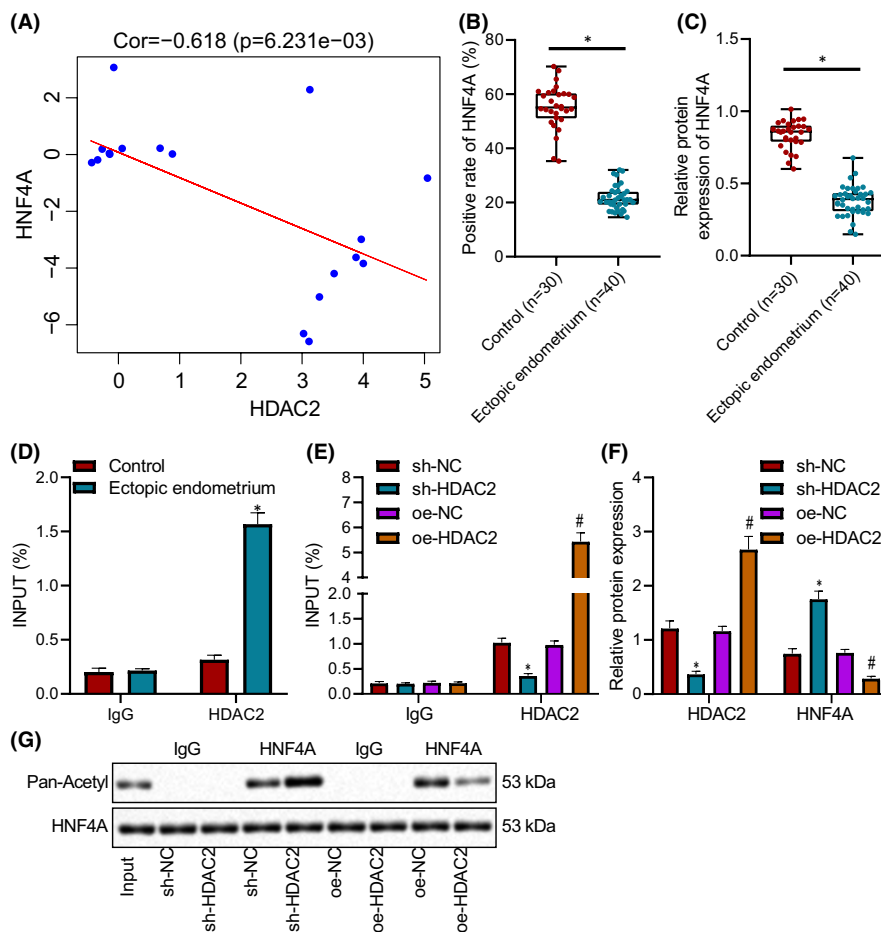 (A)
Cor=−0.618 (p=6.231e−03)
HNF4A
2
0
−2
−4
−6
0 1 2 3 4 5
HDAC2
(B)
*
Positive rate of HNF4A (%)
80
60
40
20
0
Control (n=30)
Ectopic endometrium (n=40)
(C)
*
Relative protein
expression of HNF4A
1.5
1.0
0.5
0.0
Control (n=30)
Ectopic endometrium (n=40)
(D)
Control
Ectopic endometrium
INPUT (%)
2.0
1.5
1.0
0.5
0.0
*
IgG HDAC2
(E)
sh-NC
sh-HDAC2
oe-NC
oe-HDAC2
INPUT (%)
8
7
6
5
4
2.0
1.5
1.0
0.5
0.0
*
#
IgG HDAC2
(F)
sh-NC
sh-HDAC2
oe-NC
oe-HDAC2
Relative protein expression
4
3
2
1
0
*
#
*
#
HDAC2 HNF4A
(G)
IgG HNF4A IgG HNF4A
Pan-Acetyl 53 kDa
HNF4A 53 kDa
Input
sh-NC
sh-HDAC2
sh-NC
sh-HDAC2
oe-NC
oe-HDAC2
oe-NC
oe-HDAC2